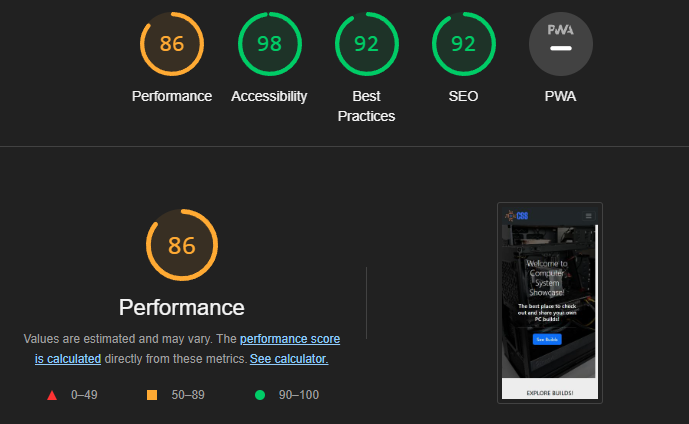 86
98
92
92
PWA
Performance
Accessibility
Best
Practices
SEO
PWA
86
Performance
Values are estimated and may vary. The performance score
is calculated directly from these metrics. See calculator.
0–49
50–89
90–100
CBB
Welcome to
Computer
System
Showcase!
The best place to check
out and share your own
PC builds!
See Builds
EXPLORE BUILDS!